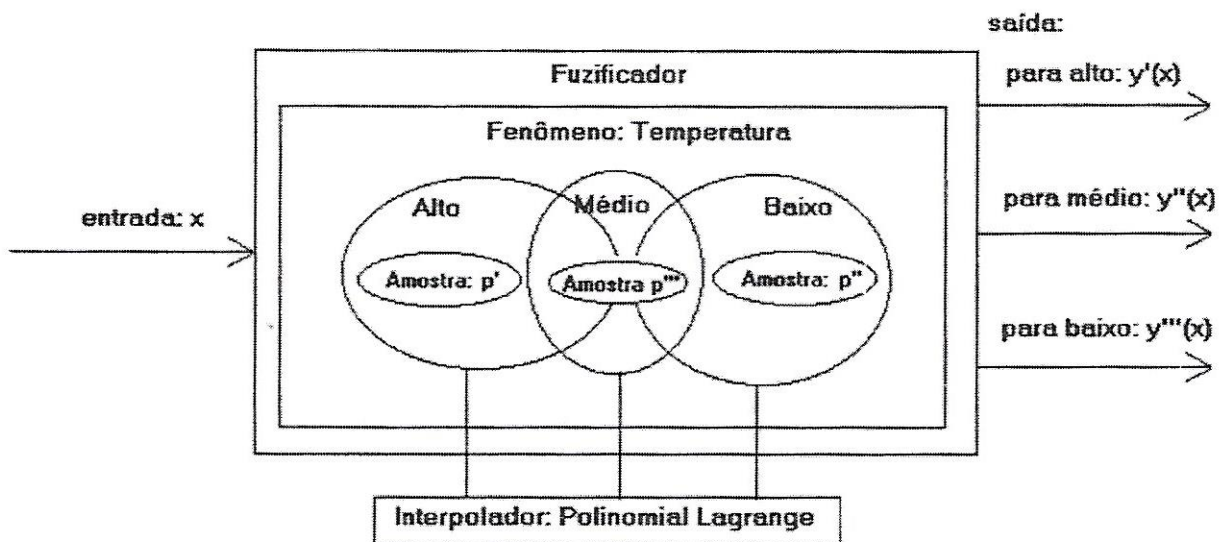 saída:
Fuzificador
para alto: y'(x)
Fenômeno: Temperatura
entrada: x
Alto
Médio
Baixo
para médio: y''(x)
Amostra: p'
Amostra p'''
Amostra: p''
para baixo: y'''(x)
Interpolador: Polinomial Lagrange